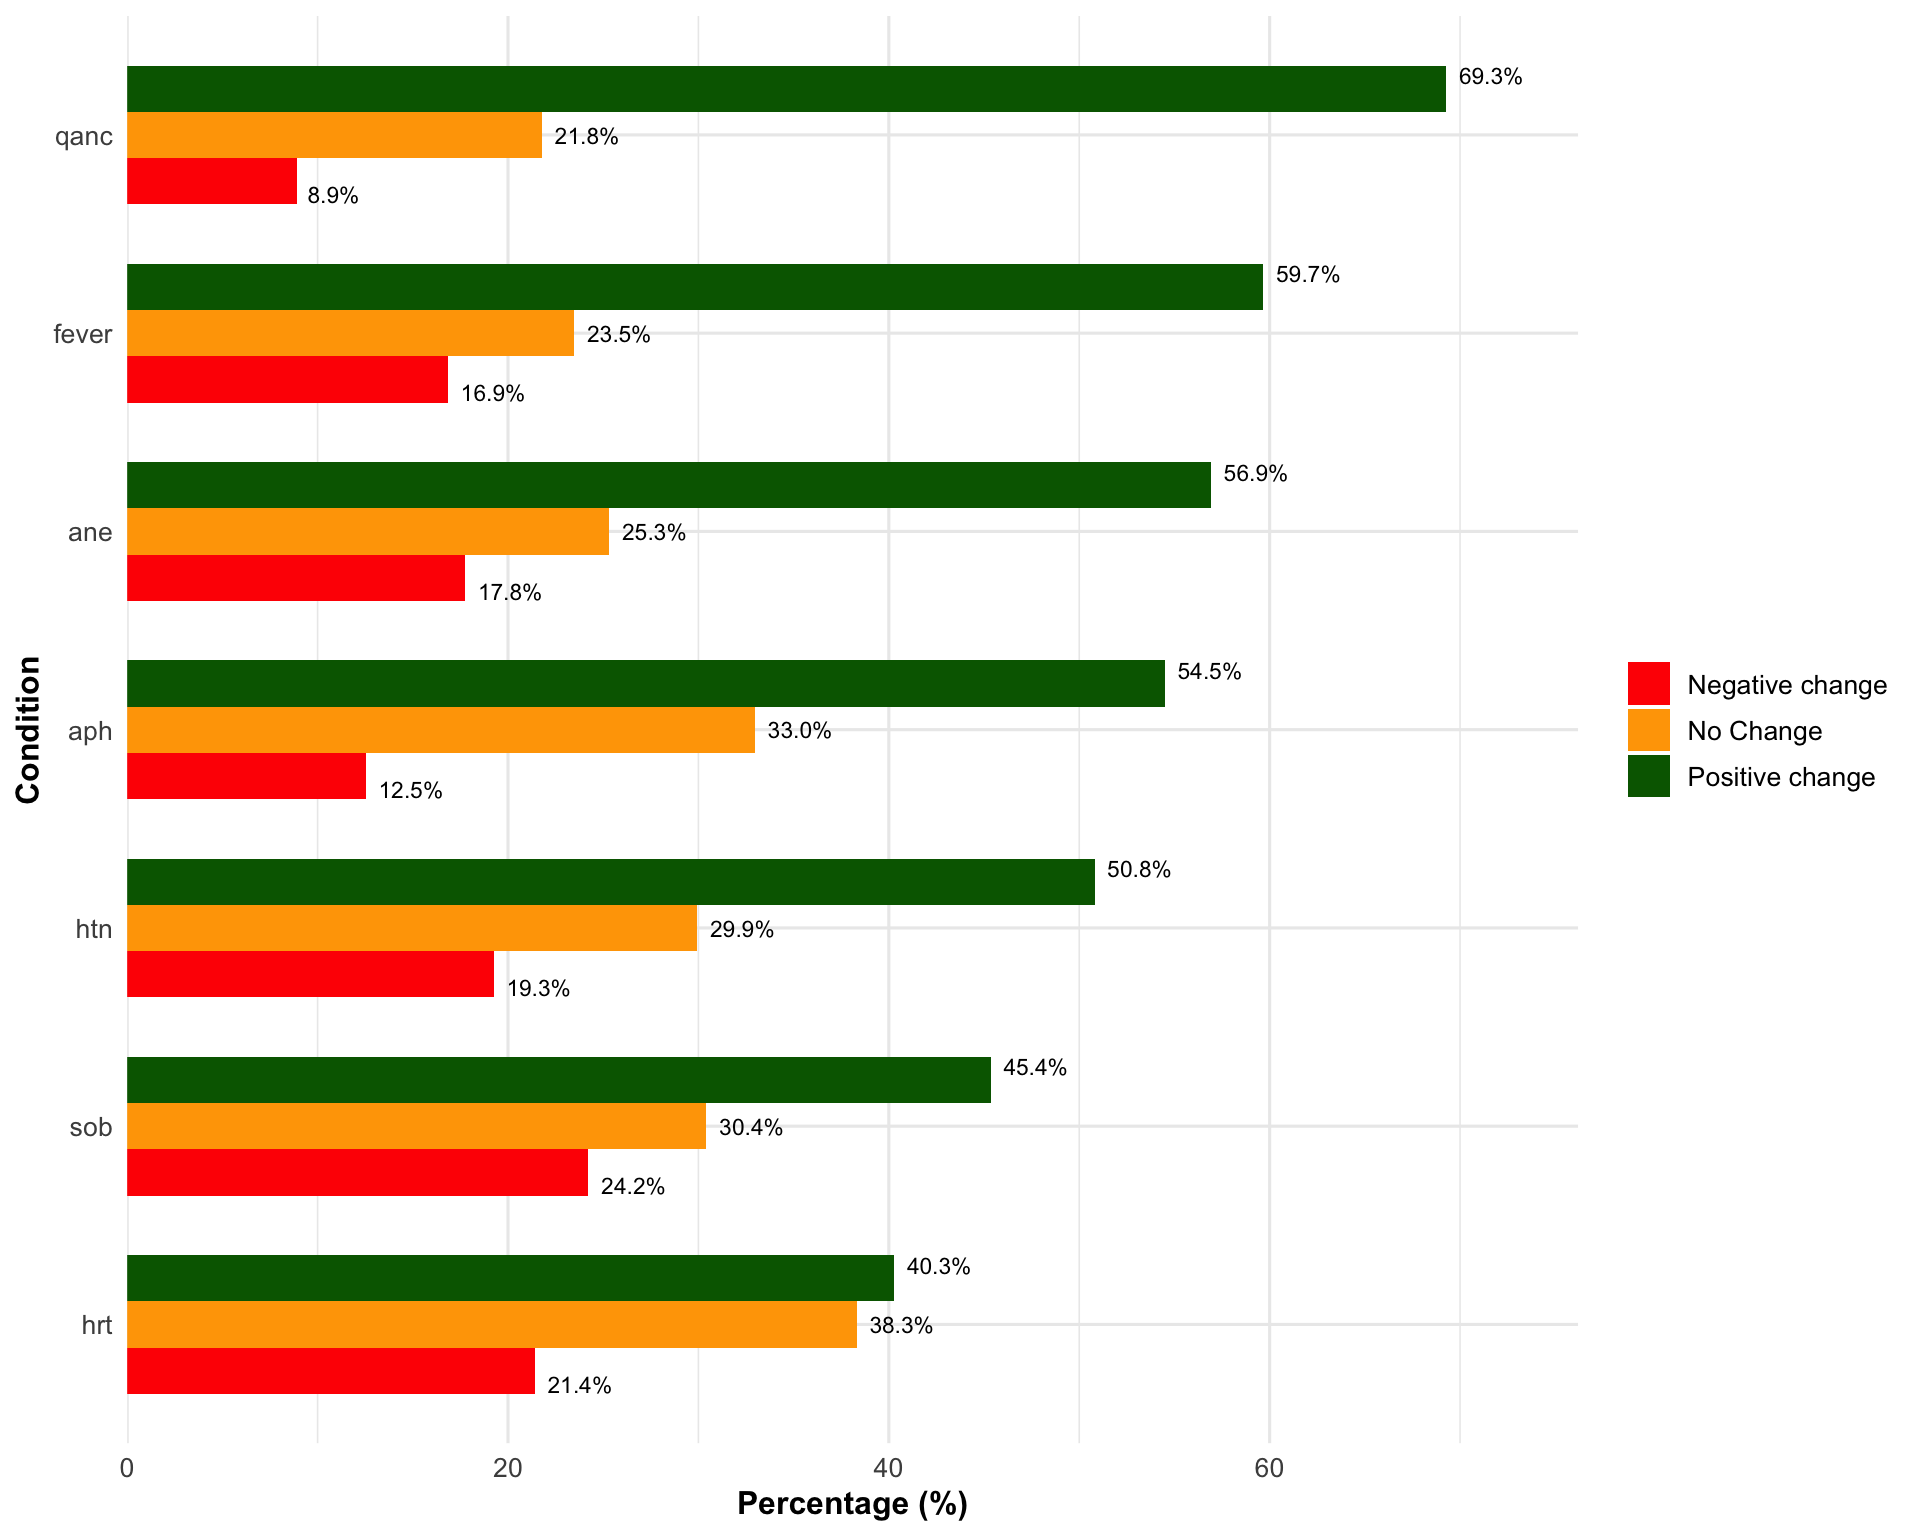 69.3%
qanc
21.8%
8.9%
59.7%
fever
23.5%
16.9%
56.9%
ane
25.3%
17.8%
54.5%
aph
33.0%
12.5%
50.8%
htn
29.9%
19.3%
45.4%
sob
30.4%
24.2%
40.3%
hrt
38.3%
21.4%
Condition
0 20 40 60
Percentage (%)
Negative change
No Change
Positive change